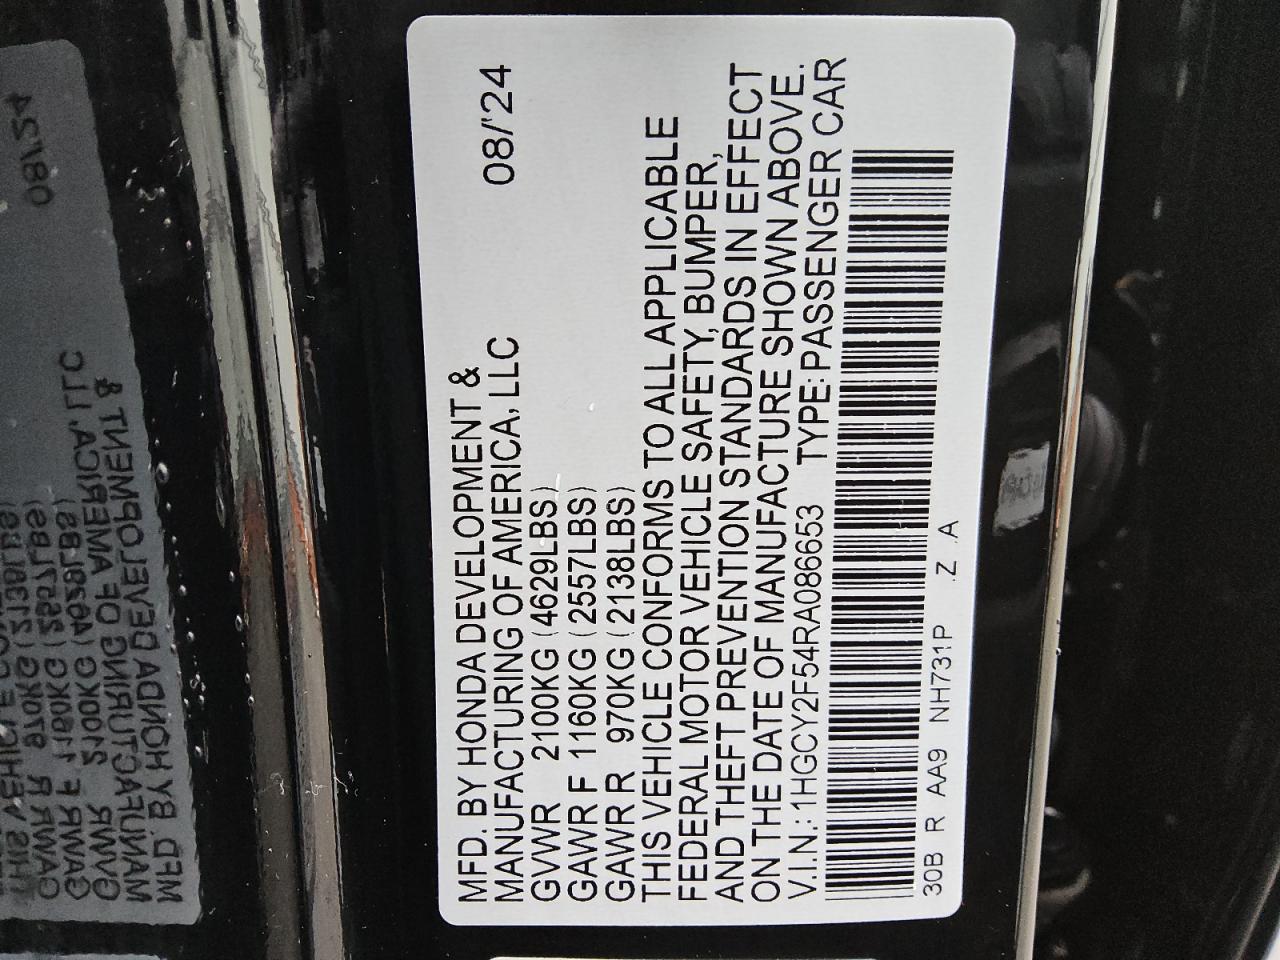 MFD. BY HONDA DEVELOPMENT &
MANUFACTURING OF AMERICA, LLC 08/'24
GVWR 2100KG (4629LBS)
GAWR F 1160KG (2557LBS)
GAWR R 970KG (2138LBS)
THIS VEHICLE CONFORMS TO ALL APPLICABLE
FEDERAL MOTOR VEHICLE SAFETY, BUMPER,
AND THEFT PREVENTION STANDARDS IN EFFECT
ON THE DATE OF MANUFACTURE SHOWN ABOVE.
V.I.N.: 1HGCY2F54RA086653 TYPE: PASSENGER CAR
30B R AA9 NH731P .Z .A